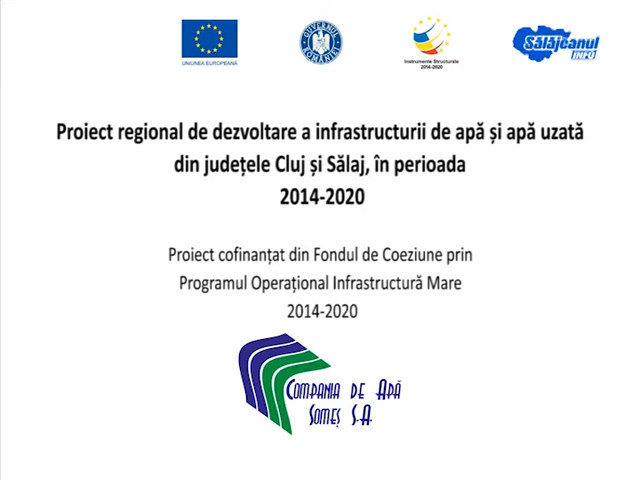 UNIUNEA EUROPEANĂ
GUVERNUL ROMÂNIEI
Instrumente Structurale
2014-2020
Sălăjeanul
INFO
Proiect regional de dezvoltare a infrastructurii de apă și apă uzată
din județele Cluj și Sălaj, în perioada
2014-2020
Proiect cofinanțat din Fondul de Coeziune prin
Programul Operațional Infrastructură Mare
2014-2020
COMPANIA DE APĂ
SOMEȘ S.A.